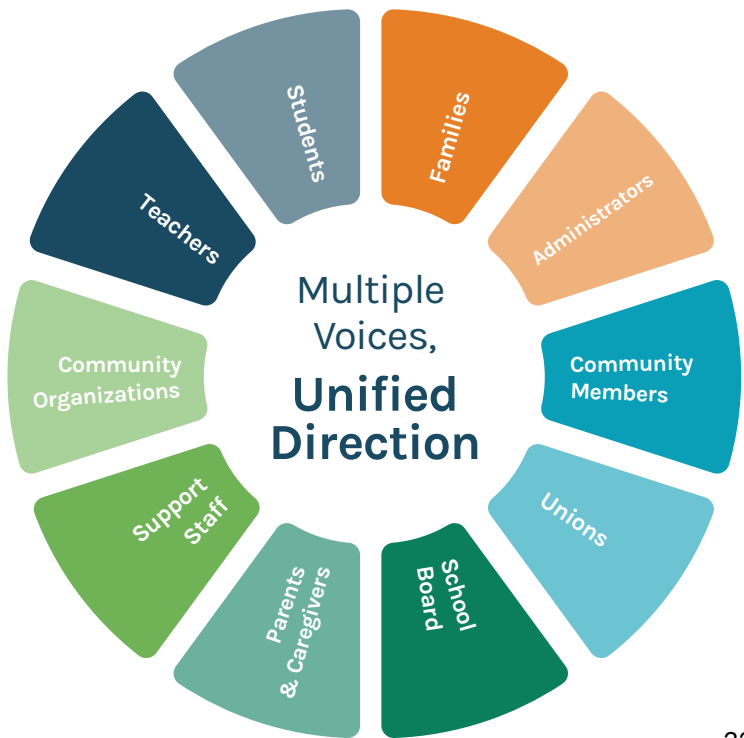 Students
Families
Administrators
Teachers
Multiple
Voices,
Unified
Direction
Community
Organizations
Community
Members
Support
Staff
Unions
Parents
& Caregivers
School
Board